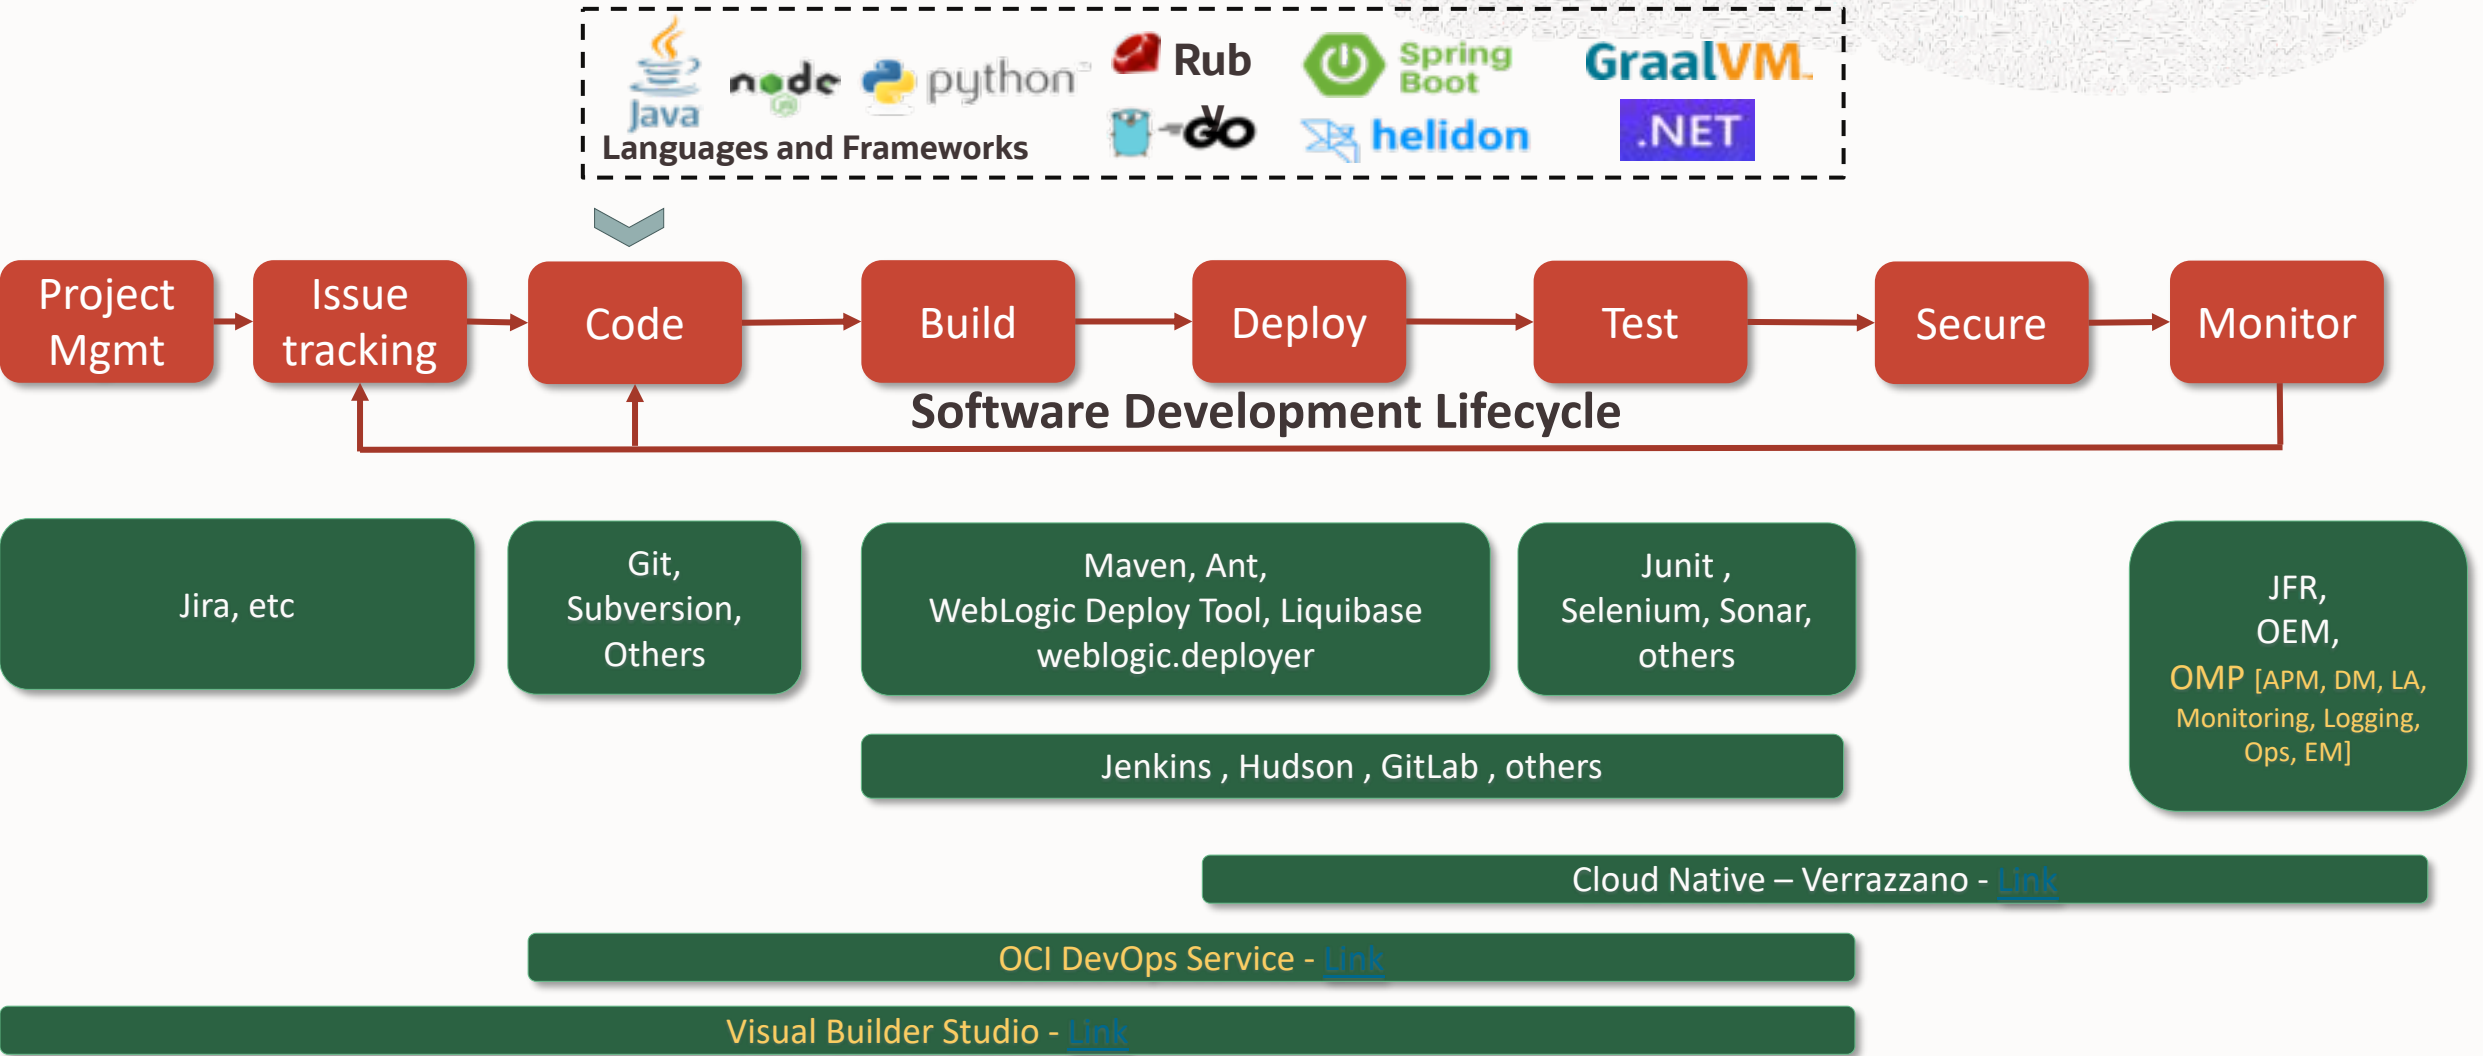 Java
node
JS
python
Rub
y
GO
Spring
Boot
helidon
GraalVM
.NET
Languages and Frameworks
Project
Mgmt
Issue
tracking
Code
Build
Deploy
Test
Secure
Monitor
Software Development Lifecycle
Jira, etc
Git,
Subversion,
Others
Maven, Ant,
WebLogic Deploy Tool, Liquibase
weblogic.deployer
Junit ,
Selenium, Sonar,
others
JFR,
OEM,
OMP [APM, DM, LA,
Monitoring, Logging,
Ops, EM]
Jenkins , Hudson , GitLab , others
Cloud Native – Verrazzano - Link
OCI DevOps Service - Link
Visual Builder Studio - Link